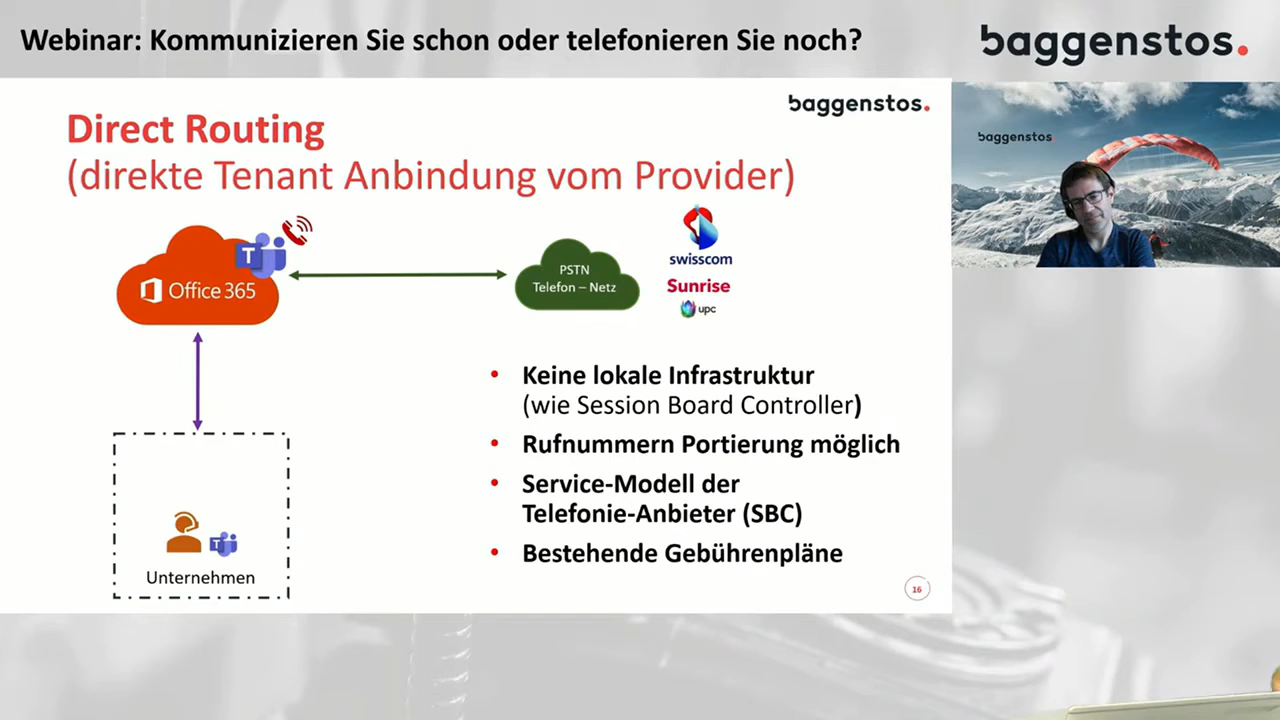 Webinar: Kommunizieren Sie schon oder telefonieren Sie noch?
baggenstos.
baggenstos.
Direct Routing
(direkte Tenant Anbindung vom Provider)
baggenstos.
T
Office 365
PSTN
Telefon – Netz
swisscom
Sunrise
upc
• Keine lokale Infrastruktur
(wie Session Board Controller)
• Rufnummern Portierung möglich
• Service-Modell der
Telefonie-Anbieter (SBC)
• Bestehende Gebührenpläne
T
Unternehmen
16